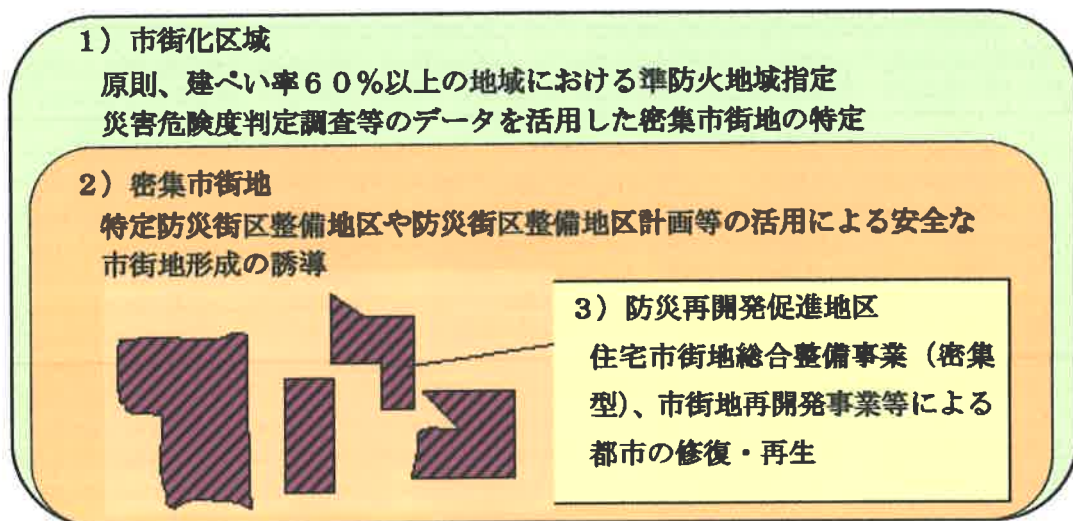 1）市街化区域
原則、建ぺい率60％以上の地域における準防火地域指定
災害危険度判定調査等のデータを活用した密集市街地の特定
2）密集市街地
特定防災街区整備地区や防災街区整備地区計画等の活用による安全な
市街地形成の誘導
3）防災再開発促進地区
住宅市街地総合整備事業（密集
型）、市街地再開発事業等による
都市の修復・再生